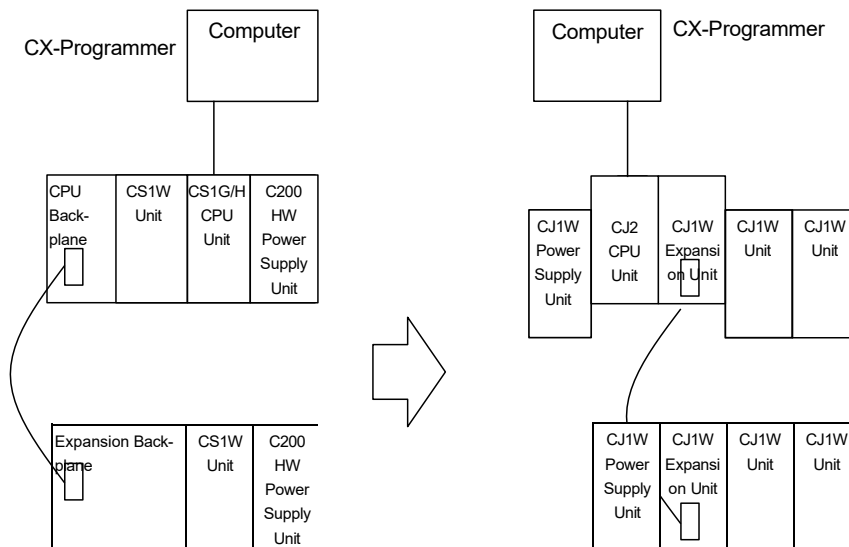 CX-Programmer
Computer
CPU
Back-
plane
CS1W
Unit
CS1G/H
CPU
Unit
C200
HW
Power
Supply
Unit
Expansion Back-
plane
CS1W
Unit
C200
HW
Power
Supply
Unit
Computer
CX-Programmer
CJ1W
Power
Supply
Unit
CJ2
CPU
Unit
CJ1W
Expansi
on Unit
CJ1W
Unit
CJ1W
Unit
CJ1W
Power
Supply
Unit
CJ1W
Expansi
on Unit
CJ1W
Unit
CJ1W
Unit